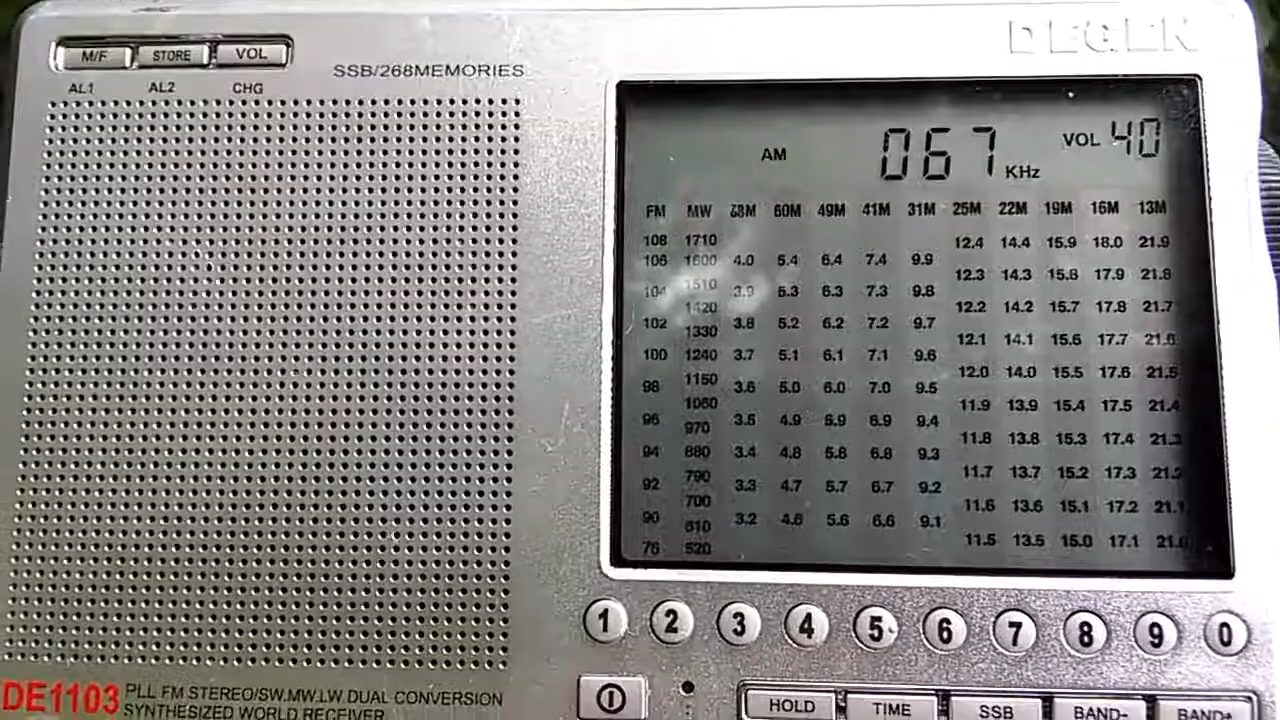 DEGEN
M/F STORE VOL
AL1 AL2 CHG
SSB/268MEMORIES
AM 067 KHz VOL 40
FM MW 68M 60M 49M 41M 31M 25M 22M 19M 16M 13M
108 1710 12.4 14.4 15.9 18.0 21.9
106 1600 4.0 5.4 6.4 7.4 9.9
12.3 14.3 15.8 17.9 21.8
104 1510 3.9 5.3 6.3 7.3 9.8
1420 12.2 14.2 15.7 17.8 21.7
102 1330 3.8 5.2 6.2 7.2 9.7
12.1 14.1 15.6 17.7 21.6
100 1240 3.7 5.1 6.1 7.1 9.6
1150 12.0 14.0 15.5 17.6 21.5
98 3.6 5.0 6.0 7.0 9.5
1060 11.9 13.9 15.4 17.5 21.4
96 970 3.5 4.9 5.9 6.9 9.4
11.8 13.8 15.3 17.4 21.3
94 880 3.4 4.8 5.8 6.8 9.3
790 11.7 13.7 15.2 17.3 21.2
92 3.3 4.7 5.7 6.7 9.2
700 11.6 13.6 15.1 17.2 21.1
90 610 3.2 4.6 5.6 6.6 9.1
76 520 11.5 13.5 15.0 17.1 21.0
1 2 3 4 5 6 7 8 9 0
DE1103 PLL FM STEREO/SW.MW.LW DUAL CONVERSION
SYNTHESIZED WORLD RECEIVER
HOLD TIME SSB BAND- BAND+